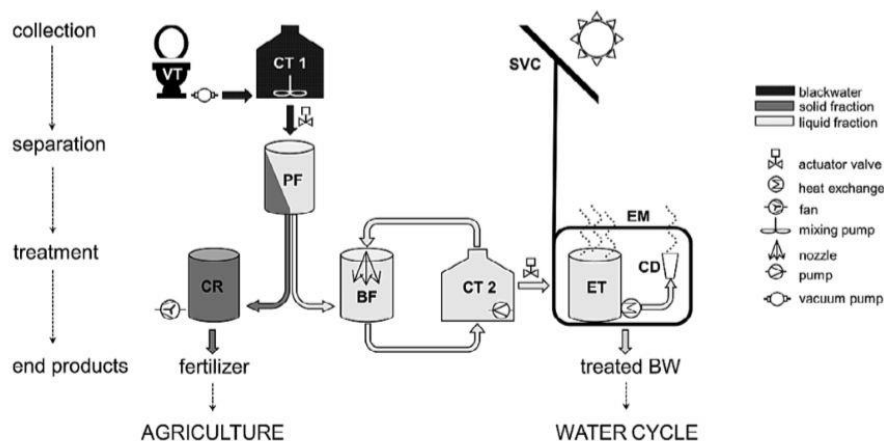 collection
separation
treatment
end products
VT
CT 1
PF
CR
BF
CT 2
SVC
EM
ET
CD
fertilizer
treated BW
AGRICULTURE
WATER CYCLE
blackwater
solid fraction
liquid fraction
actuator valve
heat exchange
fan
mixing pump
nozzle
pump
vacuum pump